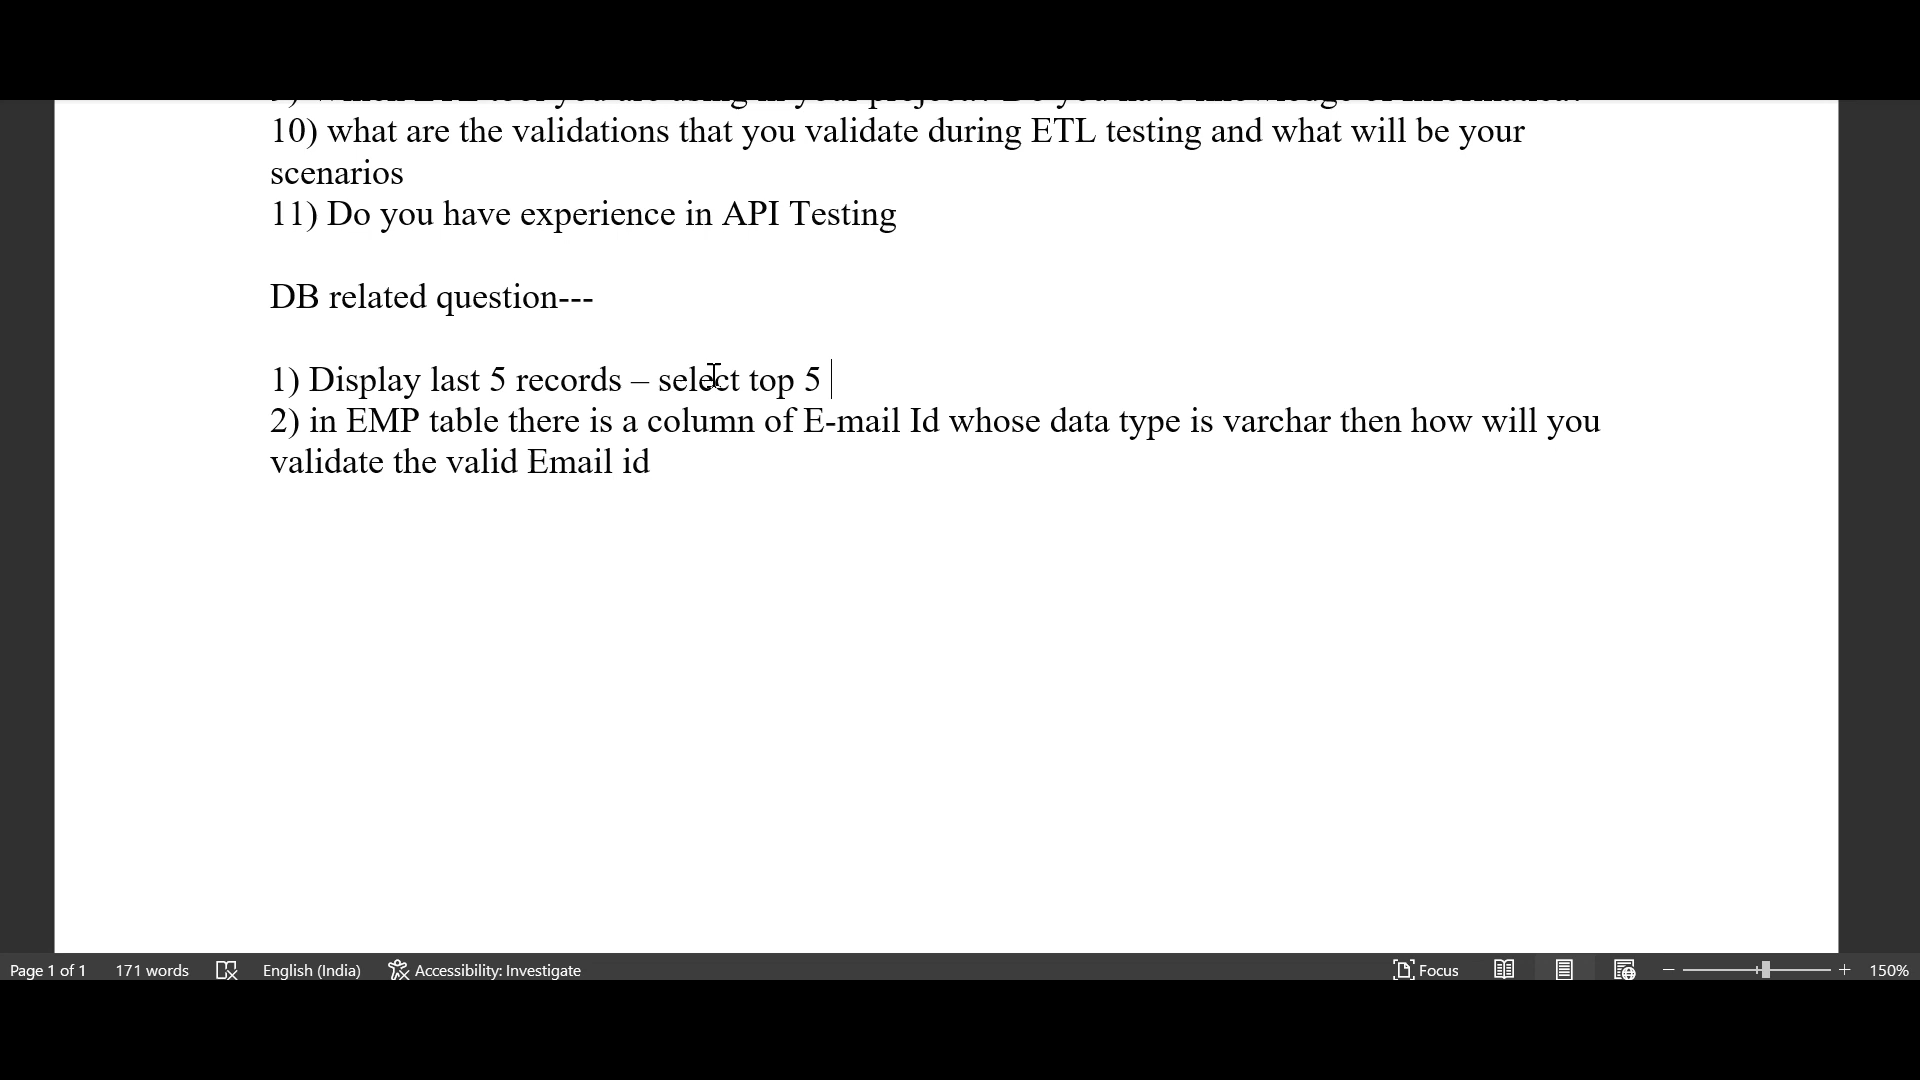 10) what are the validations that you validate during ETL testing and what will be your
scenarios
11) Do you have experience in API Testing
DB related question---
1) Display last 5 records – select top 5
2) in EMP table there is a column of E-mail Id whose data type is varchar then how will you
validate the valid Email id
Page 1 of 1 171 words English (India) Accessibility: Investigate Focus 150%